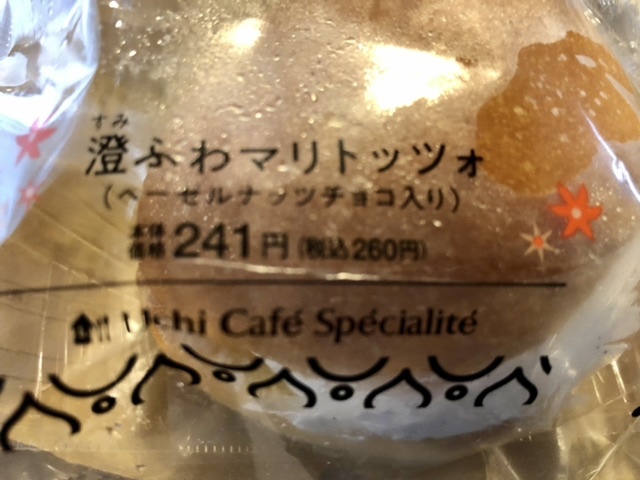 すみ
澄ふわマリトッツォ
(ヘーゼルナッツチョコ入り)
本体価格 241円 (税込260円)
Uchi Café Spécialité